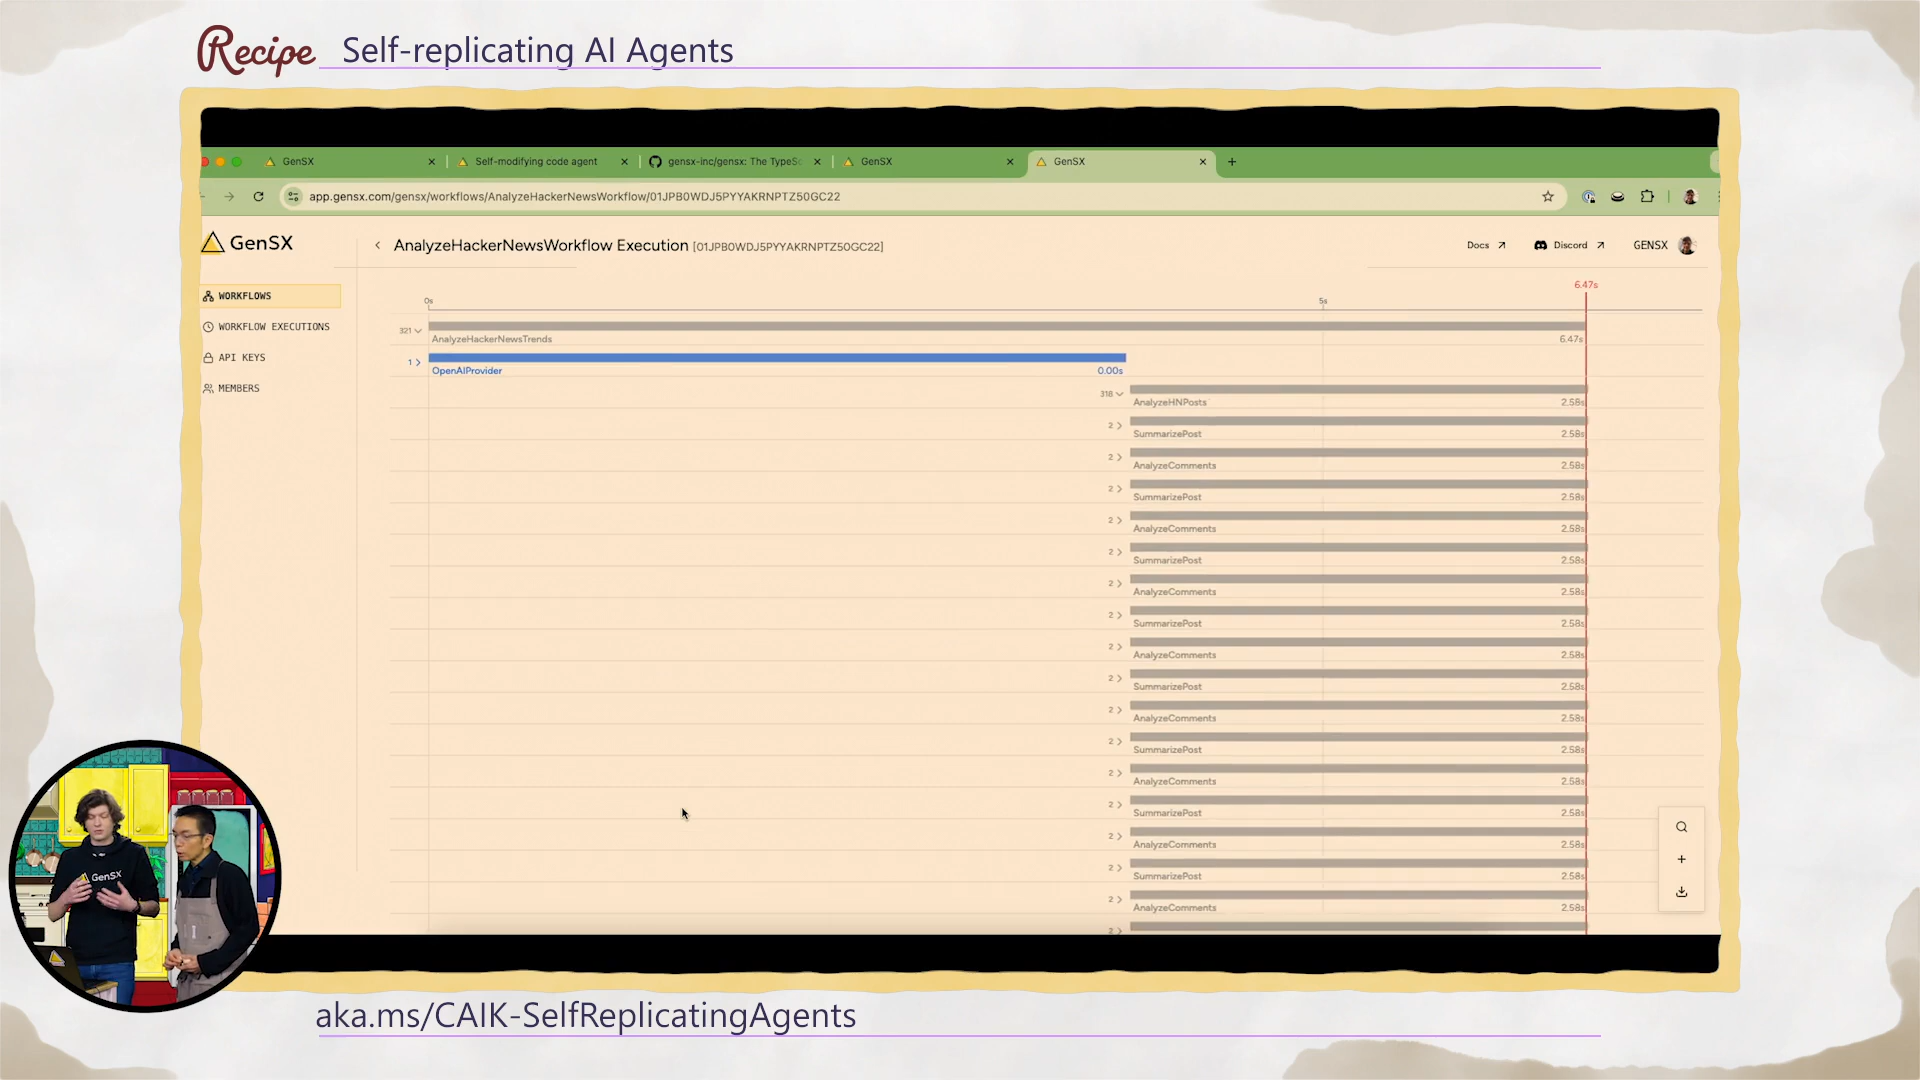 Recipe Self-replicating AI Agents
GenSX
Self-modifying code agent
gensx-inc/gensx: The TypeSc
GenSX
GenSX
app.gensx.com/gensx/workflows/AnalyzeHackerNewsWorkflow/01JPB0WDJ5PYYAKRNPTZ50GC22
GenSX
AnalyzeHackerNewsWorkflow Execution [01JPB0WDJ5PYYAKRNPTZ50GC22]
Docs
Discord
GENSX
WORKFLOWS
WORKFLOW EXECUTIONS
API KEYS
MEMBERS
0s
5s
6.47s
321
AnalyzeHackerNewsTrends
6.47s
1
OpenAIProvider
0.00s
318
AnalyzeHNPosts
2.58s
2
SummarizePost
2.58s
2
AnalyzeComments
2.58s
2
SummarizePost
2.58s
2
AnalyzeComments
2.58s
2
SummarizePost
2.58s
2
AnalyzeComments
2.58s
2
SummarizePost
2.58s
2
AnalyzeComments
2.58s
2
SummarizePost
2.58s
2
AnalyzeComments
2.58s
2
SummarizePost
2.58s
2
AnalyzeComments
2.58s
2
SummarizePost
2.58s
2
AnalyzeComments
2.58s
2
SummarizePost
2.58s
2
AnalyzeComments
2.58s
2
GenSX
aka.ms/CAIK-SelfReplicatingAgents